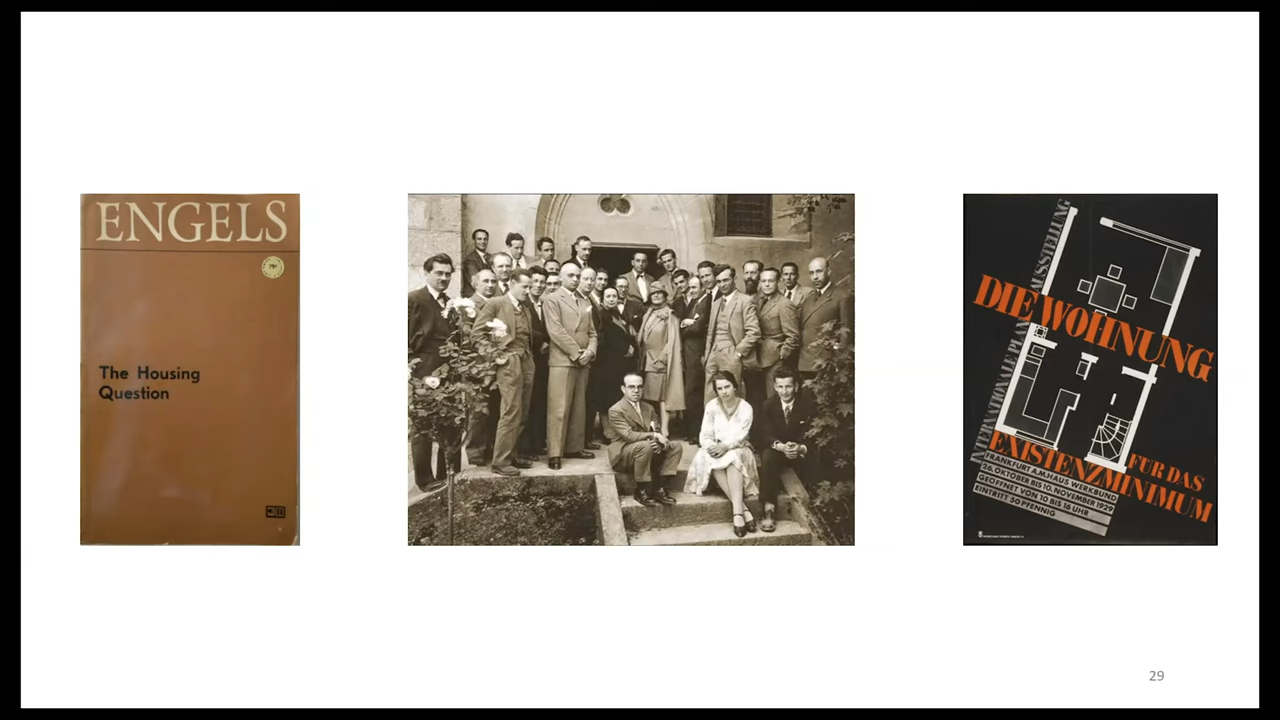 ENGELS
The Housing
Question
INTERNATIONALE PLAN AUSSTELLUNG
DIE WOHNUNG
FÜR DAS
EXISTENZMINIMUM
FRANKFURT A.M.HAUS WERKBUND
26. OKTOBER BIS 10. NOVEMBER 1929
GEÖFFNET VON 10 BIS 16 UHR
EINTRITT 50 PFENNIG
29